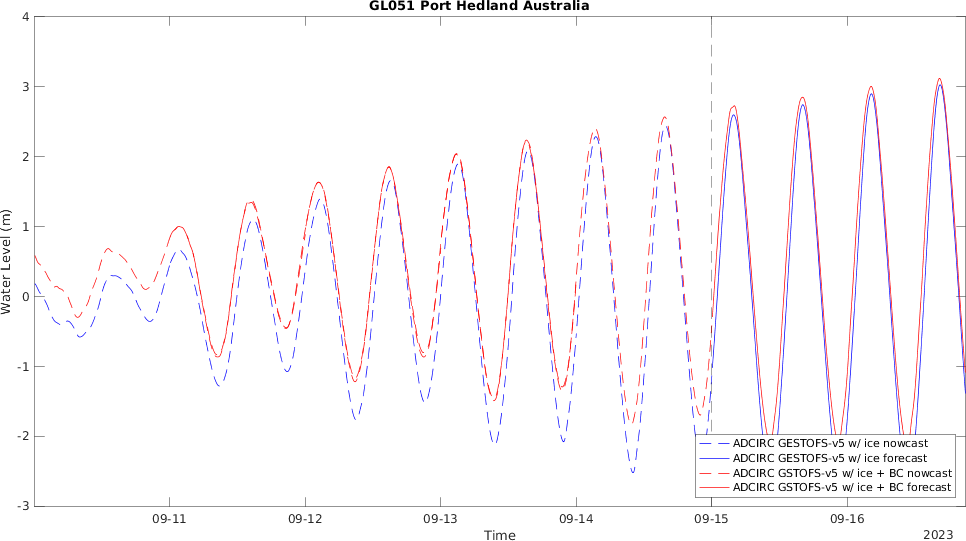 GL051 Port Hedland Australia
4
3
2
1
0
-1
-2
-3
Water Level (m)
ADCIRC GESTOFS-v5 w/ ice nowcast
ADCIRC GESTOFS-v5 w/ ice forecast
ADCIRC GSTOFS-v5 w/ ice + BC nowcast
ADCIRC GSTOFS-v5 w/ ice + BC forecast
09-11 09-12 09-13 09-14 09-15 09-16
Time
2023